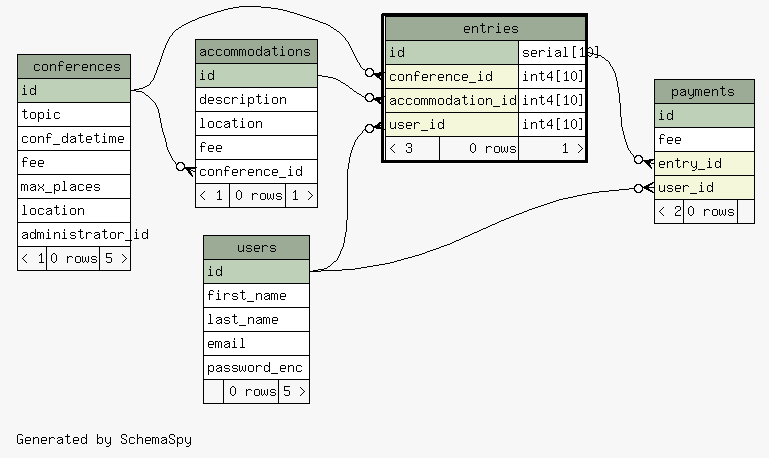 conferences
id
topic
conf_datetime
fee
max_places
location
administrator_id
< 1 0 rows 5 >
accommodations
id
description
location
fee
conference_id
< 1 0 rows 1 >
entries
id serial[10]
conference_id int4[10]
accommodation_id int4[10]
user_id int4[10]
< 3 0 rows 1 >
payments
id
fee
entry_id
user_id
< 2 0 rows
users
id
first_name
last_name
email
password_enc
0 rows 5 >
Generated by SchemaSpy